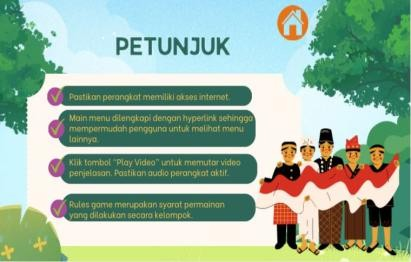 PETUNJUK
Pastikan perangkat memiliki akses internet.
Main menu dilengkapi dengan hyperlink sehingga
mempermudah pengguna untuk melihat menu
lainnya.
Klik tombol "Play Video" untuk memutar video
penjelasan. Pastikan audio perangkat aktif.
Rules game merupakan syarat permainan
yang dilakukan secara kelompok.